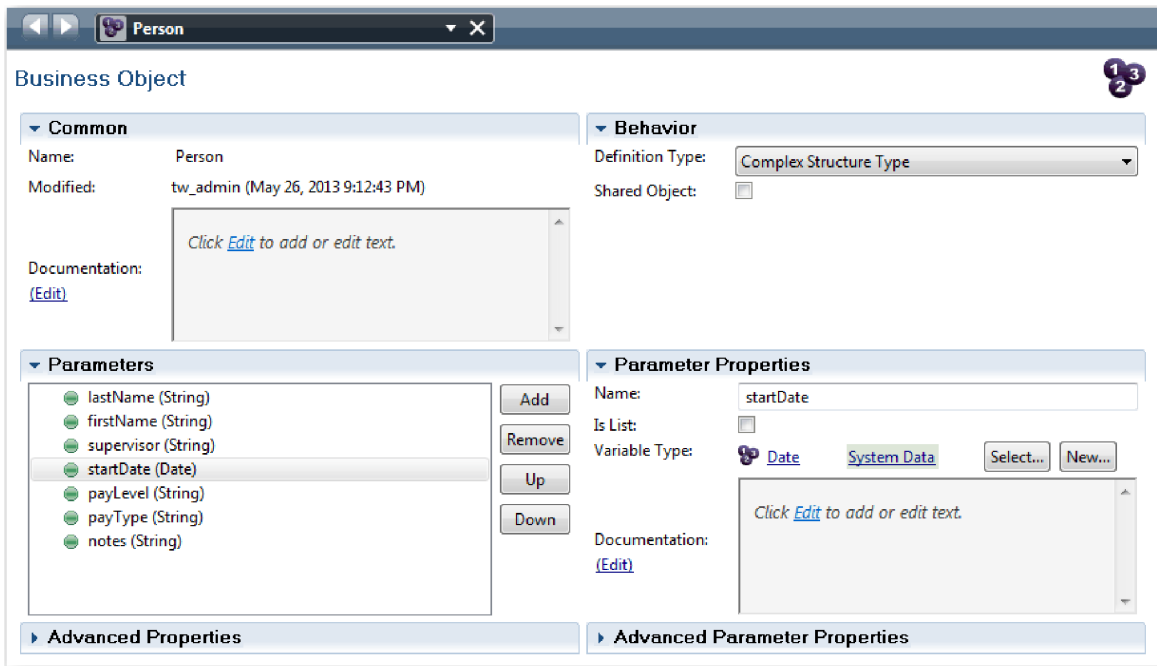 Person
Business Object
1 2 3
Common
Name: Person
Modified: tw_admin (May 26, 2013 9:12:43 PM)
Click Edit to add or edit text.
Documentation:
(Edit)
Behavior
Definition Type: Complex Structure Type
Shared Object:
Parameters
lastName (String)
firstName (String)
supervisor (String)
startDate (Date)
payLevel (String)
payType (String)
notes (String)
Add
Remove
Up
Down
Parameter Properties
Name: startDate
Is List:
Variable Type: Date System Data Select... New...
Click Edit to add or edit text.
Documentation:
(Edit)
Advanced Properties
Advanced Parameter Properties